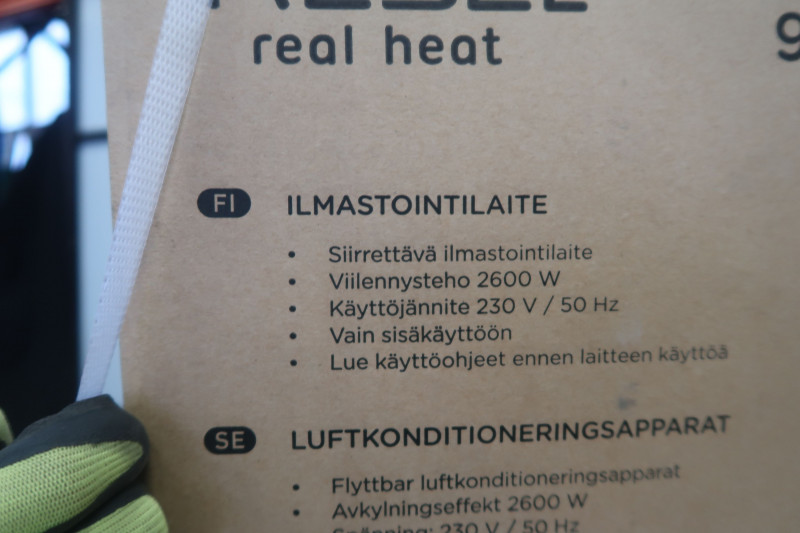 real heat
FI ILMASTOINTILAITE
• Siirrettävä ilmastointilaite
• Viilennysteho 2600 W
• Käyttöjännite 230 V / 50 Hz
• Vain sisäkäyttöön
• Lue käyttöohjeet ennen laitteen käyttöä
SE LUFTKONDITIONERINGSAPPARAT
• Flyttbar luftkonditioneringsapparat
• Avkylningseffekt 2600 W
Spänning: 230 V / 50 Hz